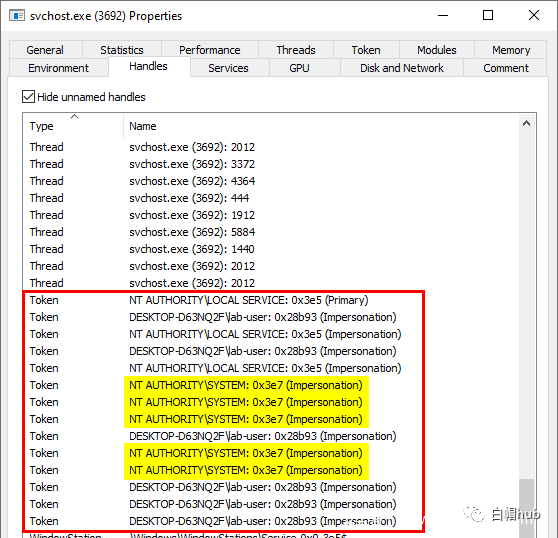 svchost.exe (3692) Properties
General Statistics Performance Threads Token Modules Memory
Environment Handles Services GPU Disk and Network Comment
Hide unnamed handles
Type Name
Thread svchost.exe (3692): 2012
Thread svchost.exe (3692): 3372
Thread svchost.exe (3692): 4364
Thread svchost.exe (3692): 444
Thread svchost.exe (3692): 1912
Thread svchost.exe (3692): 5884
Thread svchost.exe (3692): 1440
Thread svchost.exe (3692): 2012
Thread svchost.exe (3692): 2012
Token NT AUTHORITY\LOCAL SERVICE: 0x3e5 (Primary)
Token DESKTOP-D63NQ2F\lab-user: 0x28b93 (Impersonation)
Token NT AUTHORITY\LOCAL SERVICE: 0x3e5 (Impersonation)
Token DESKTOP-D63NQ2F\lab-user: 0x28b93 (Impersonation)
Token NT AUTHORITY\LOCAL SERVICE: 0x3e5 (Impersonation)
Token NT AUTHORITY\SYSTEM: 0x3e7 (Impersonation)
Token NT AUTHORITY\SYSTEM: 0x3e7 (Impersonation)
Token NT AUTHORITY\SYSTEM: 0x3e7 (Impersonation)
Token DESKTOP-D63NQ2F\lab-user: 0x28b93 (Impersonation)
Token NT AUTHORITY\SYSTEM: 0x3e7 (Impersonation)
Token NT AUTHORITY\SYSTEM: 0x3e7 (Impersonation)
Token DESKTOP-D63NQ2F\lab-user: 0x28b93 (Impersonation)
Token DESKTOP-D63NQ2F\lab-user: 0x28b93 (Impersonation)
Token DESKTOP-D63NQ2F\lab-user: 0x28b93 (Impersonation)
白帽hub